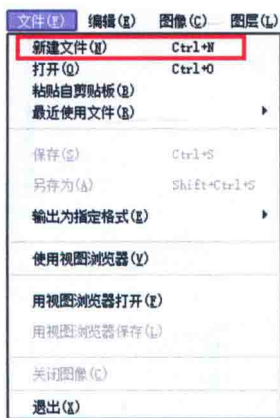 文件(F) 编辑(E) 图像(C) 图层(L)
新建文件(N) Ctrl+N
打开(O) Ctrl+O
粘贴自剪贴板(R)
最近使用文件(R)
保存(S) Ctrl+S
另存为(A) Shift+Ctrl+S
输出为指定格式(E)
使用视图浏览器(V)
用视图浏览器打开(P)
用视图浏览器保存(L)
关闭图像(C)
退出(X)